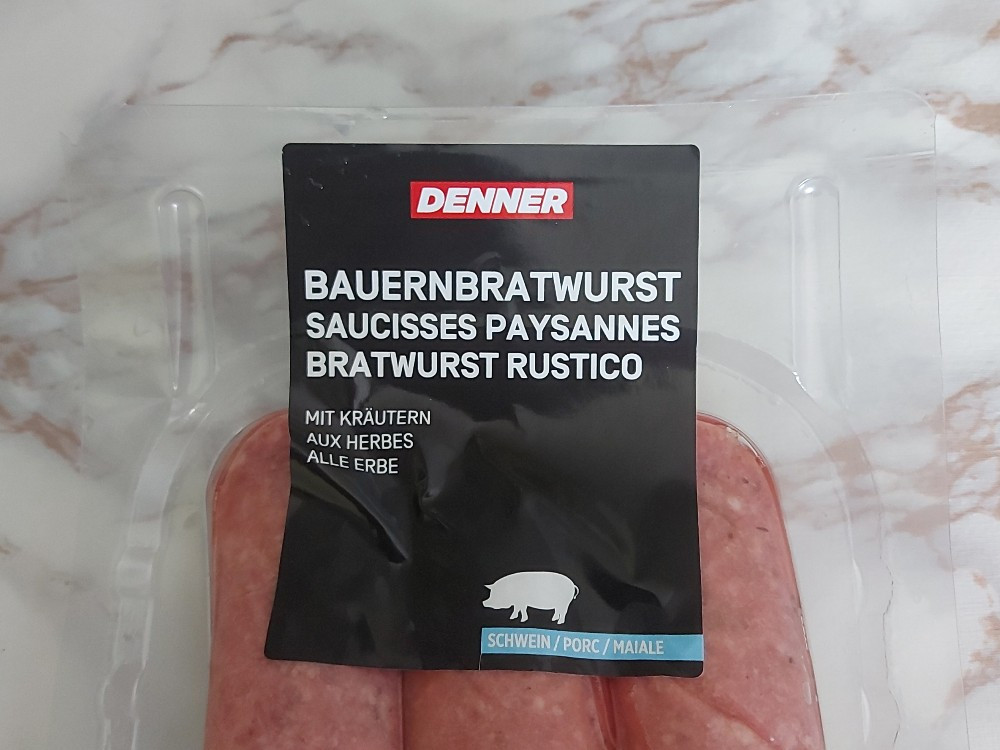 DENNER
BAUERNBRATWURST
SAUCISSES PAYSANNES
BRATWURST RUSTICO
MIT KRÄUTERN
AUX HERBES
ALLE ERBE
SCHWEIN / PORC / MAIALE